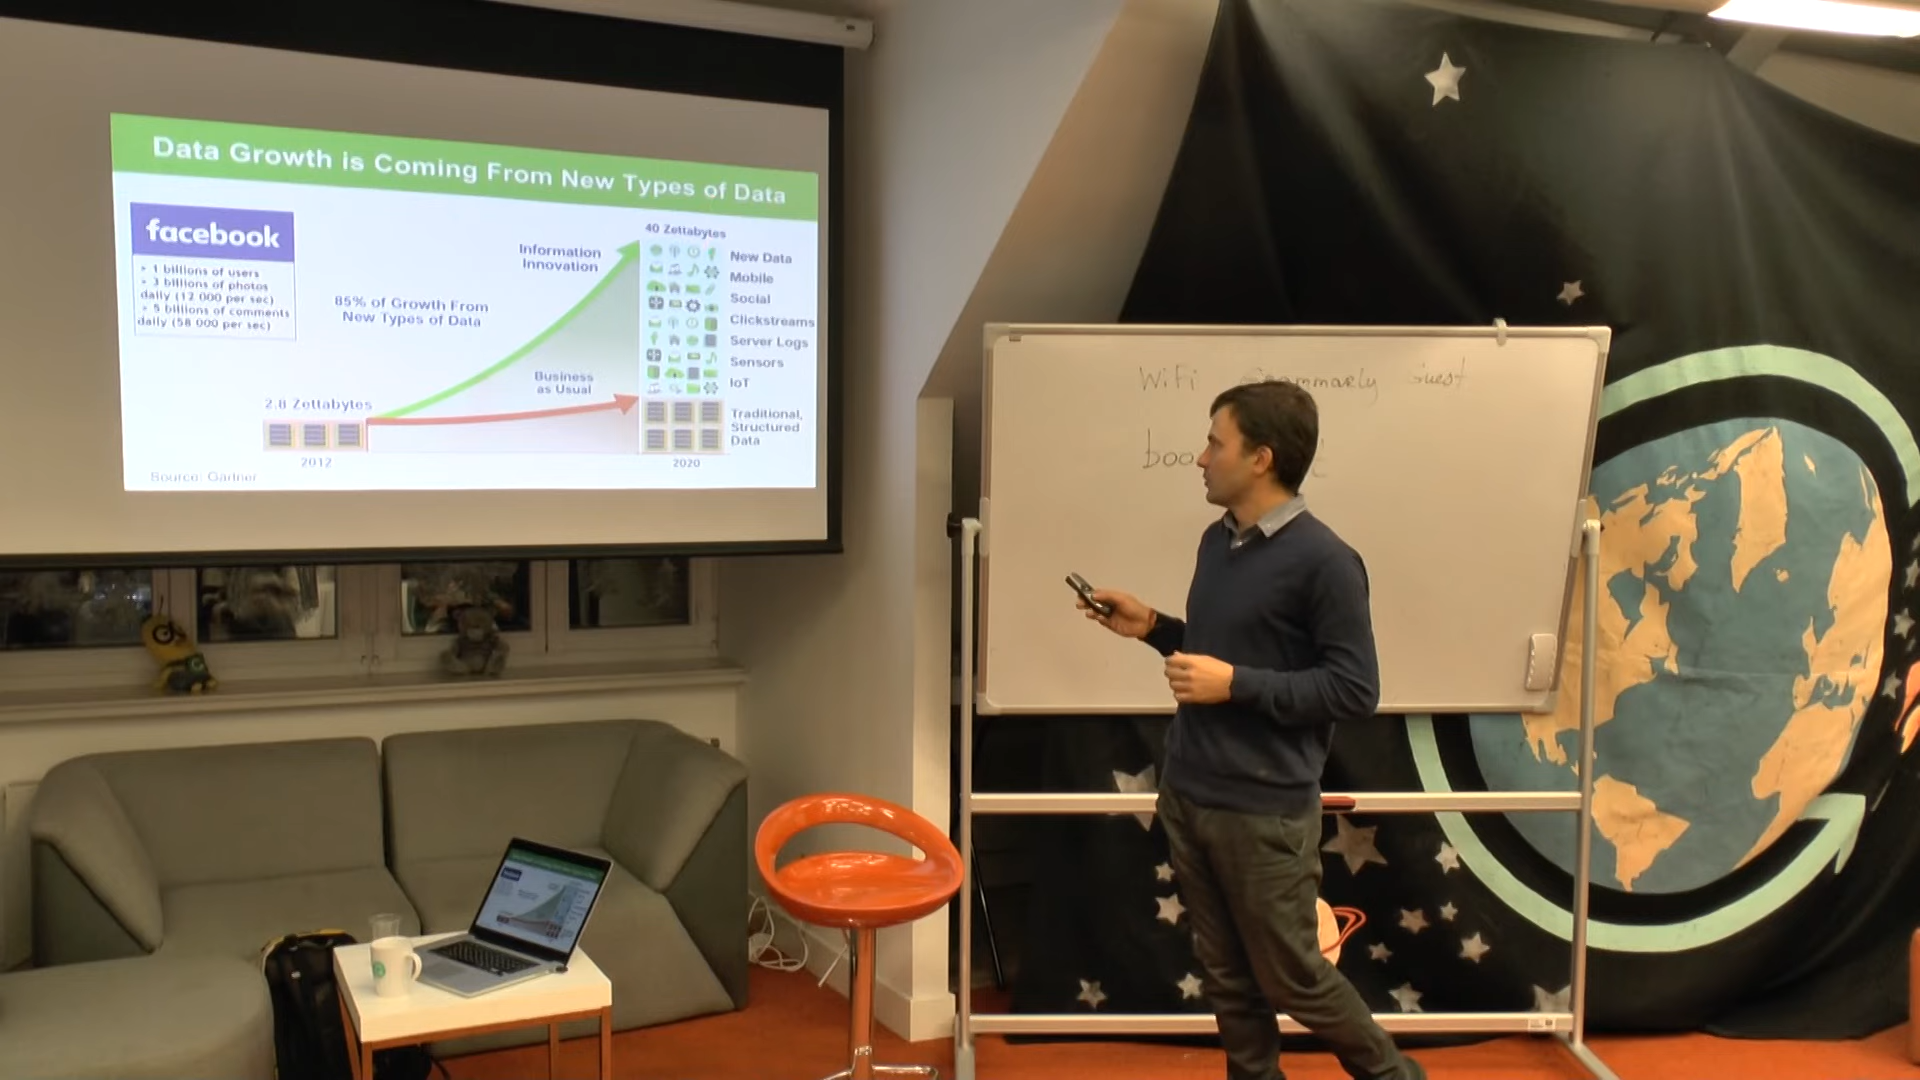 Data Growth is Coming From New Types of Data
facebook
> 1 billions of users
> 3 billions of photos
daily (12 000 per sec)
> 5 billions of comments
daily (58 000 per sec)
85% of Growth From
New Types of Data
Information
Innovation
Business
as Usual
2.8 Zettabytes
2012
40 Zettabytes
New Data
Mobile
Social
Clickstreams
Server Logs
Sensors
IoT
Traditional,
Structured
Data
2020
Source: Gartner
WiFi Grammarly Guest